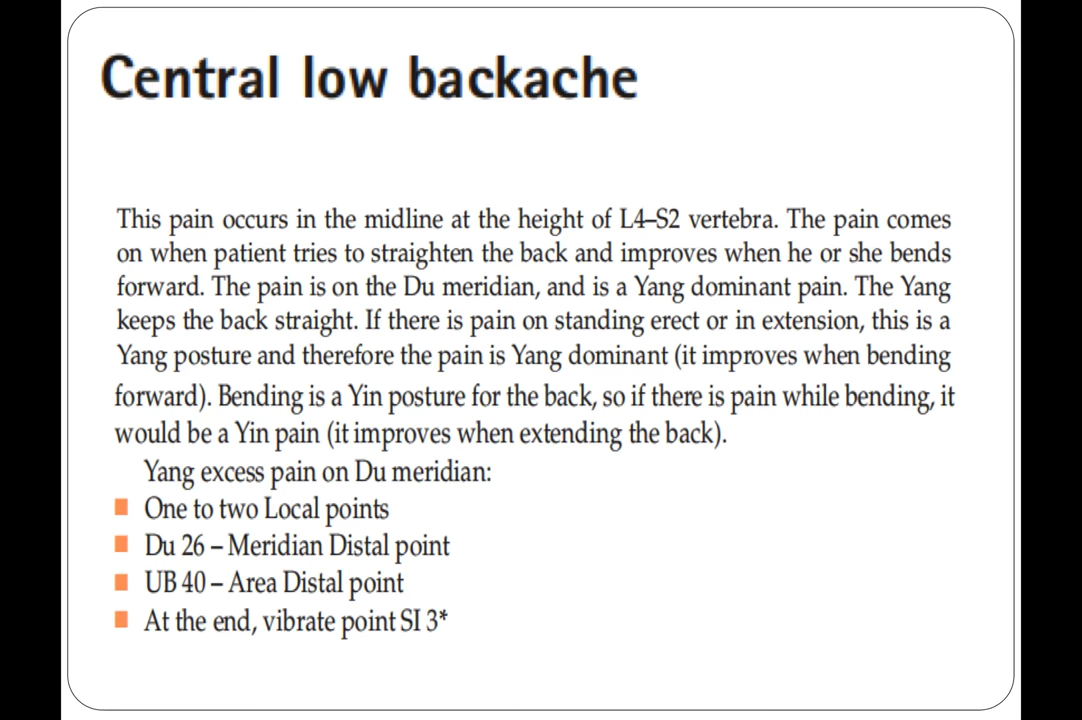 Central low backache
This pain occurs in the midline at the height of L4–S2 vertebra. The pain comes
on when patient tries to straighten the back and improves when he or she bends
forward. The pain is on the Du meridian, and is a Yang dominant pain. The Yang
keeps the back straight. If there is pain on standing erect or in extension, this is a
Yang posture and therefore the pain is Yang dominant (it improves when bending
forward). Bending is a Yin posture for the back, so if there is pain while bending, it
would be a Yin pain (it improves when extending the back).
Yang excess pain on Du meridian:
■ One to two Local points
■ Du 26 – Meridian Distal point
■ UB 40 – Area Distal point
■ At the end, vibrate point SI 3*